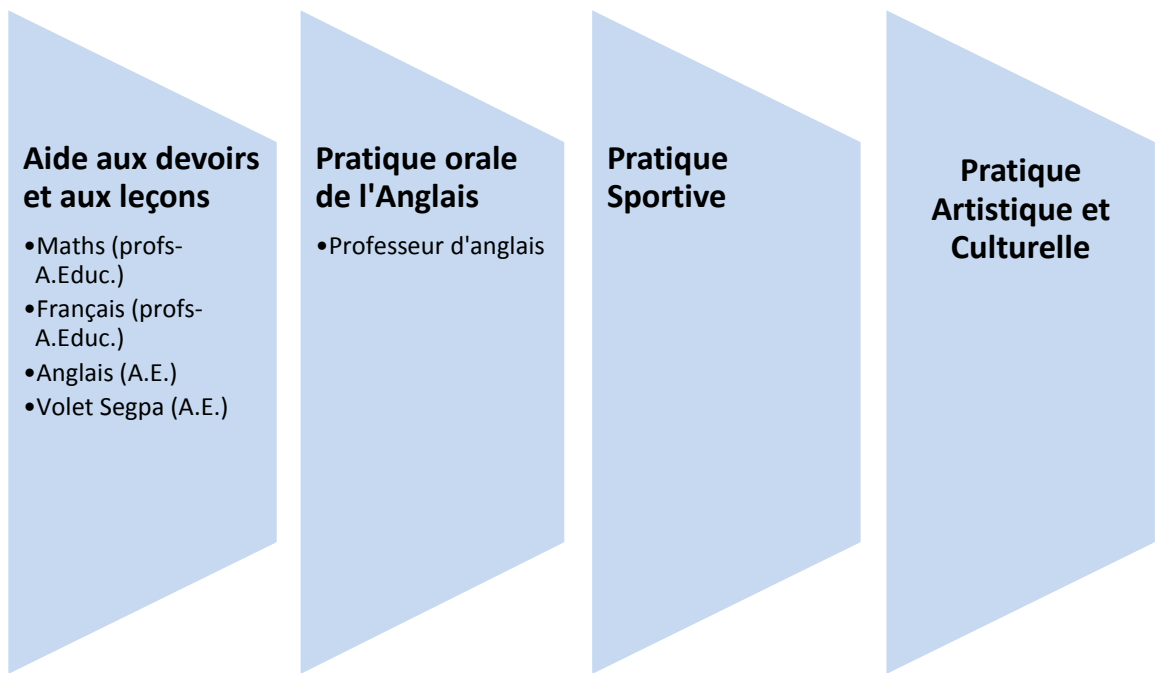 Aide aux devoirs
et aux leçons
•Maths (profs-
A.Educ.)
•Français (profs-
A.Educ.)
•Anglais (A.E.)
•Volet Segpa (A.E.)
Pratique orale
de l'Anglais
•Professeur d'anglais
Pratique
Sportive
Pratique
Artistique et
Culturelle